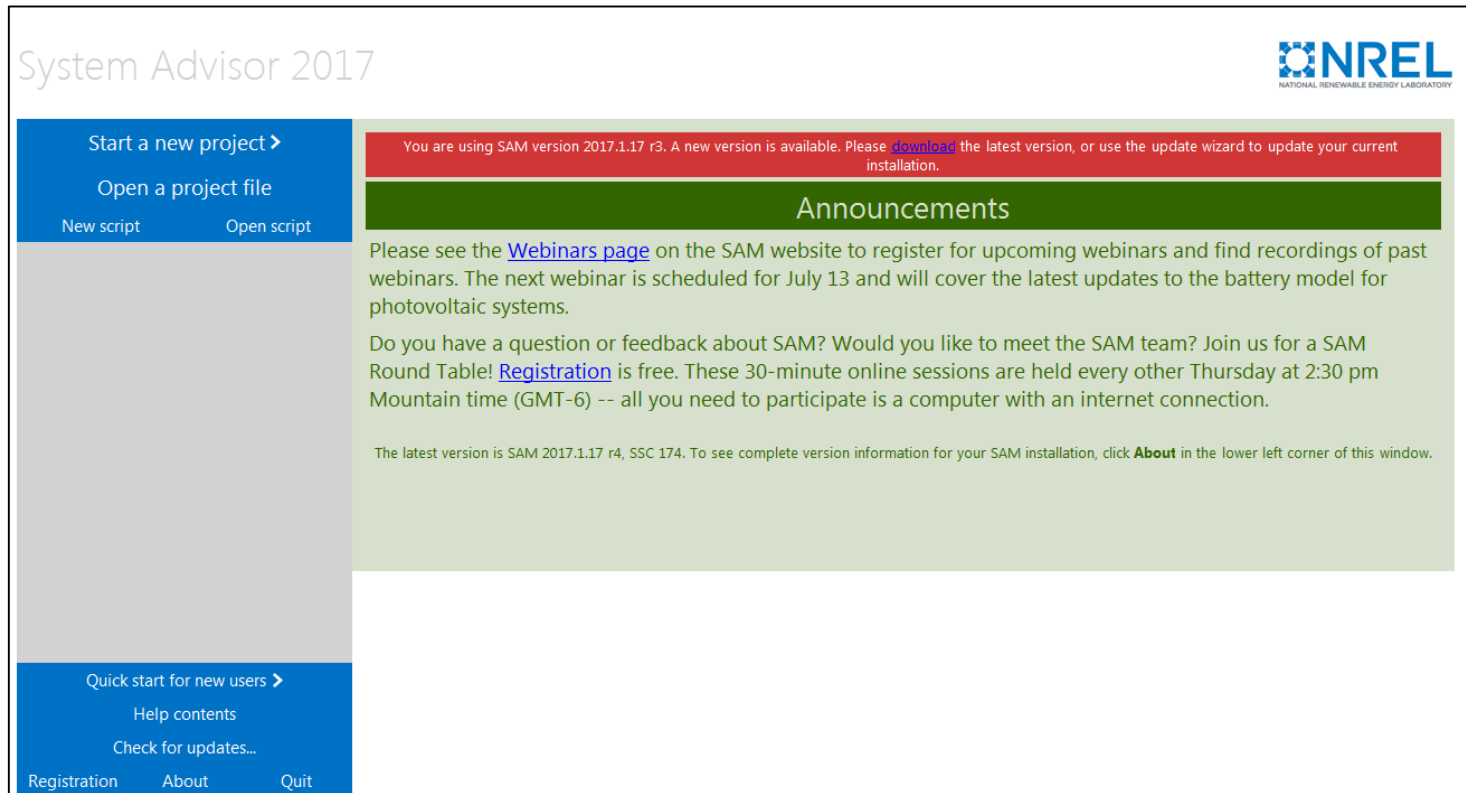 System Advisor 2017
NREL
NATIONAL RENEWABLE ENERGY LABORATORY
Start a new project >
Open a project file
New script Open script
You are using SAM version 2017.1.17 r3. A new version is available. Please download the latest version, or use the update wizard to update your current
installation.
Announcements
Please see the Webinars page on the SAM website to register for upcoming webinars and find recordings of past
webinars. The next webinar is scheduled for July 13 and will cover the latest updates to the battery model for
photovoltaic systems.
Do you have a question or feedback about SAM? Would you like to meet the SAM team? Join us for a SAM
Round Table! Registration is free. These 30-minute online sessions are held every other Thursday at 2:30 pm
Mountain time (GMT-6) -- all you need to participate is a computer with an internet connection.
The latest version is SAM 2017.1.17 r4, SSC 174. To see complete version information for your SAM installation, click About in the lower left corner of this window.
Quick start for new users >
Help contents
Check for updates...
Registration About Quit